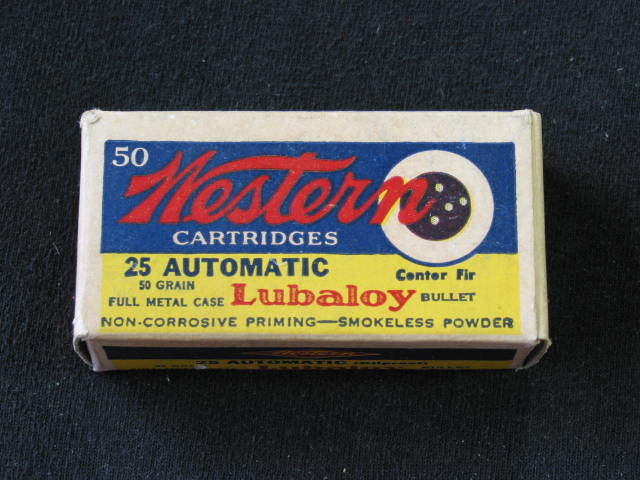 50
Western
CARTRIDGES
25 AUTOMATIC
Center Fir
50 GRAIN
FULL METAL CASE Lubaloy BULLET
NON-CORROSIVE PRIMING—SMOKELESS POWDER
Western
25 AUTOMATIC